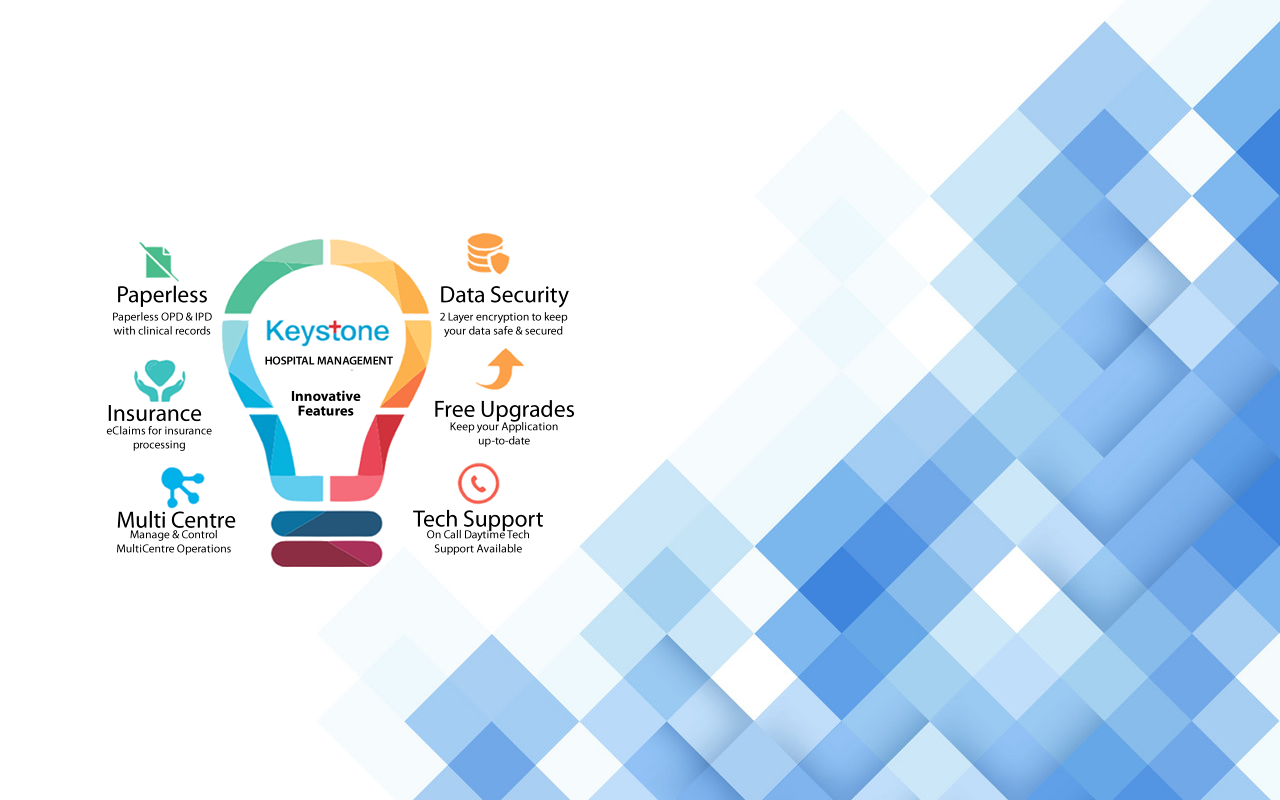 Paperless
Paperless OPD & IPD
with clinical records
Insurance
eClaims for insurance
processing
Multi Centre
Manage & Control
MultiCentre Operations
Keystone
HOSPITAL MANAGEMENT
Innovative
Features
Data Security
2 Layer encryption to keep
your data safe & secured
Free Upgrades
Keep your Application
up-to-date
Tech Support
On Call Daytime Tech
Support Available